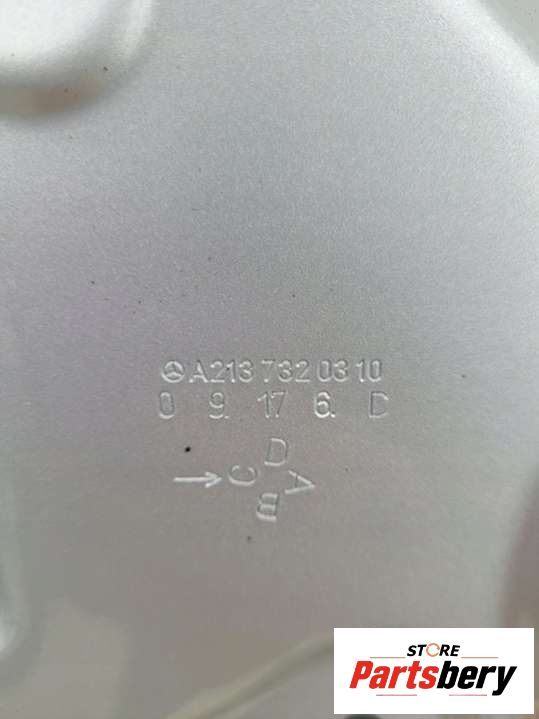 A213 732 03 10
0 9. 17 6. D
D
C A
B
STORE
Partsbery